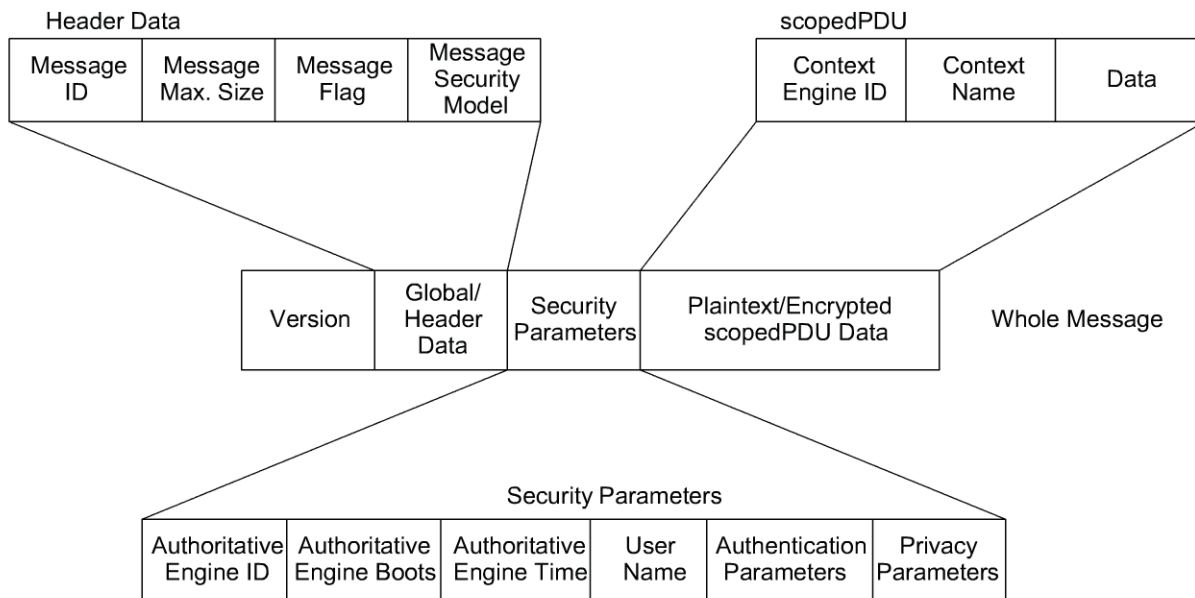 Header Data
Message
ID
Message
Max. Size
Message
Flag
Message
Security
Model
scopedPDU
Context
Engine ID
Context
Name
Data
Version
Global/
Header
Data
Security
Parameters
Plaintext/Encrypted
scopedPDU Data
Whole Message
Security Parameters
Authoritative
Engine ID
Authoritative
Engine Boots
Authoritative
Engine Time
User
Name
Authentication
Parameters
Privacy
Parameters